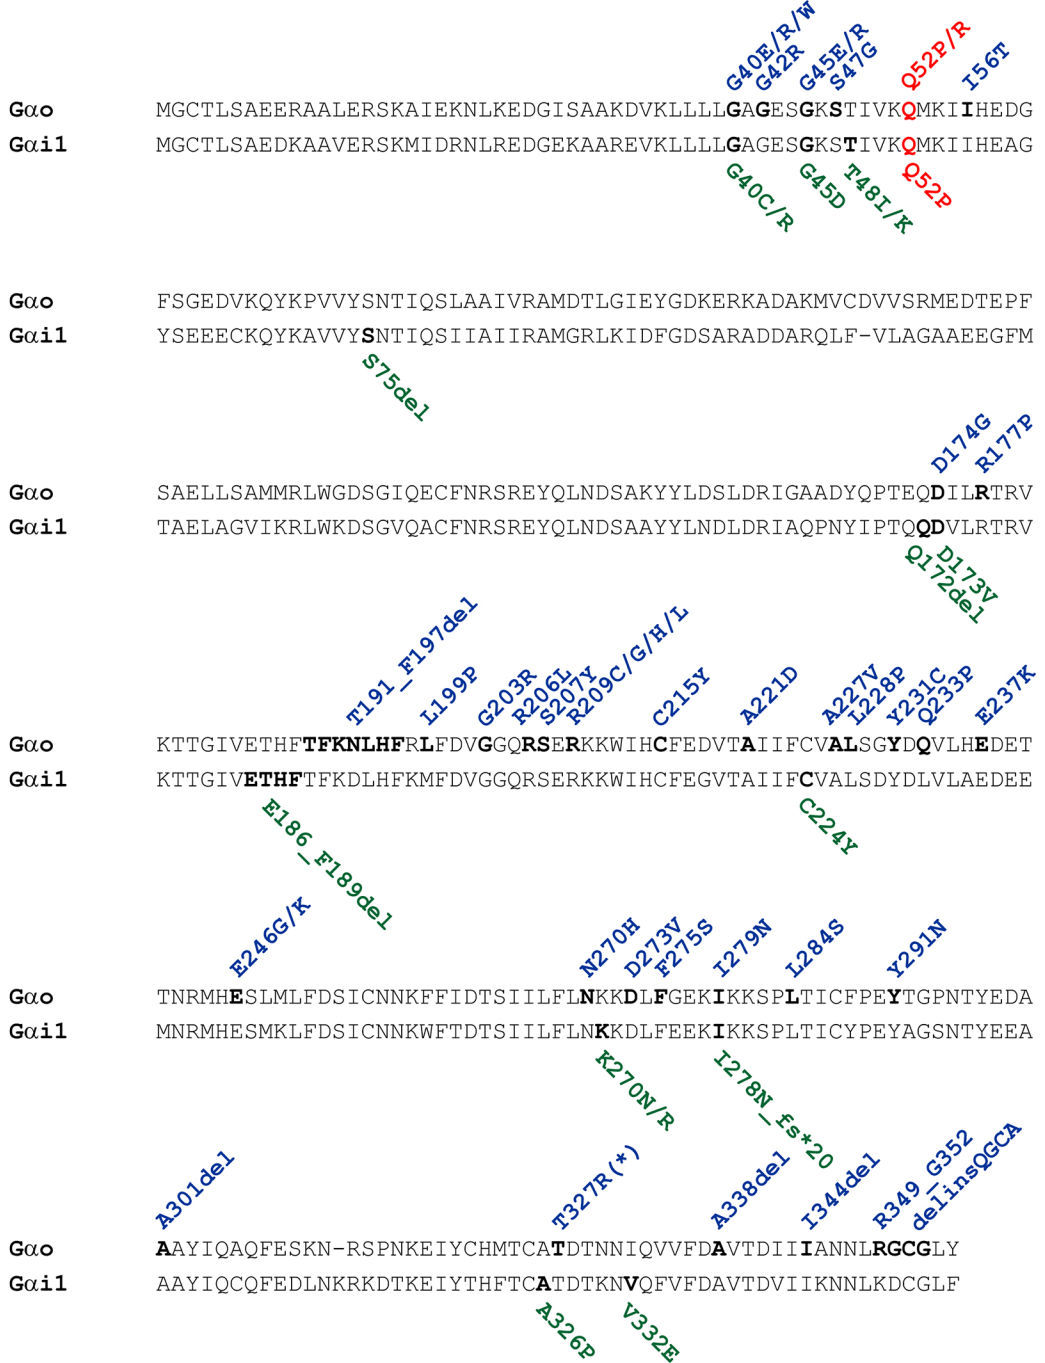 G40E/R/W G42R G45E/R S47G Q52P/R I56T
Gαo MGCTLSAEERAALERSKAIEKNLKEDGISAAKDVKLLLLGAGESGKSTIVKQMKIIHEDG
Gαi1 MGCTLSAEDKAAVERSKMIDRNLREDGEKAAREVKLLLLGAGESGKSTIVKQMKIIHEAG
G40C/R G45D T48I/K Q52P
Gαo FSGEDVKQYKPVVYSNTIQSLAAIVRAMDTLGIEYGDKERKADAKMVCDVVSRMEDTEPF
Gαi1 YSEEECKQYKAVVYSNTIQSIIAIIRAMGRLKIDFGDSARADDARQLF-VLAGAAEEGFM
S75del
D174G R177P
Gαo SAELLSAMMRLWGDSGIQECFNRSREYQLNDSAKYYLDSLDRIGAADYQPTEQDILRTRV
Gαi1 TAELAGVIKRLWKDSGVQACFNRSREYQLNDSAAYYLNDLDRIAQPNYIPTQQDVLRTRV
Q172del D173V
T191_F197del L199P G203R R206L S207Y R209C/G/H/L C215Y A221D A227V L228P Y231C Q233P E237K
Gαo KTTGIVETHFTFKNLHFRLFDVGGQRSERKKWIHCFEDVTAIIFCVALSGYDQVLHEDET
Gαi1 KTTGIVETHFTFKDLHFKMFDVGGQRSERKKWIHCFEGVTAIIFCVALSDYDLVLAEDEE
E186_F189del C224Y
E246G/K N270H D273V F275S I279N L284S Y291N
Gαo TNRMHESLMLFDSICNNKFFIDTSIILFLNKKDLFGEKIKKSPLTICFPEYTGPNTYEDA
Gαi1 MNRMHESMKLFDSICNNKWFTDTSIILFLNKKDLFEEKIKKSPLTICYPEYAGSNTYEEA
K270N/R I278N_fs*20
A301del T327R(*) A338del I344del R349_G352 delinsQGCA
Gαo AAYIQAQFESKN-RSPNKEIYCHMTCATDTNNIQVVFDAVTDIIIANNLRGCGLY
Gαi1 AAYIQCQFEDLNKRKDTKEIYTHFTCATDTKNVQFVFDAVTDVIIKNNLKDCGLF
A326P V332E